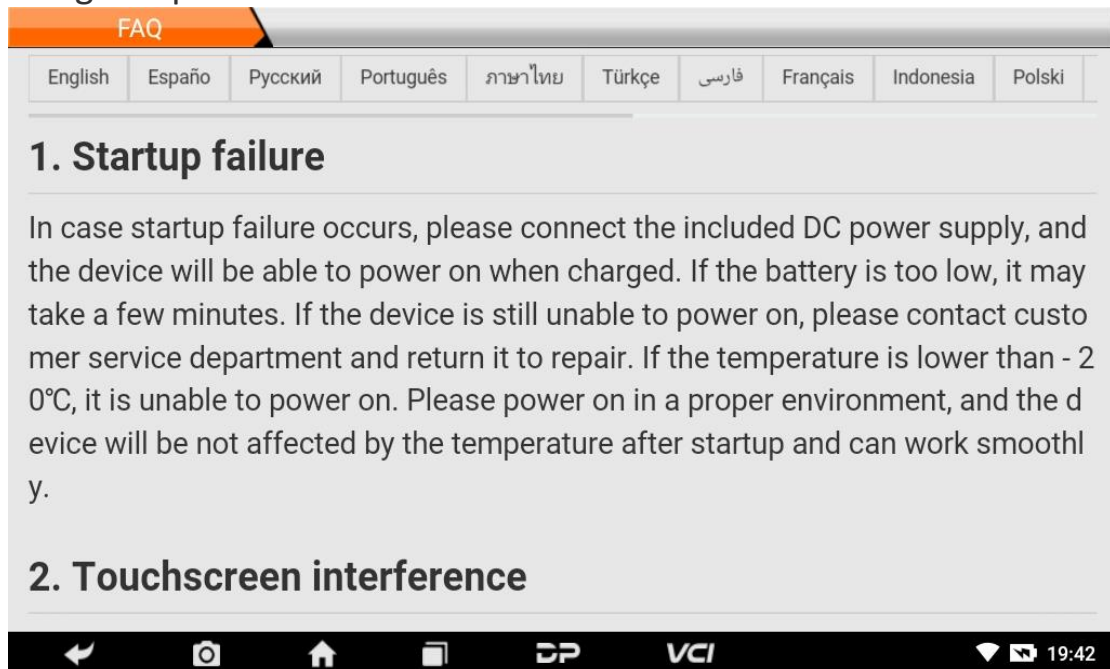 FAQ
English Españo Русский Português ภาษาไทย Türkçe فارسی Français Indonesia Polski
1. Startup failure
In case startup failure occurs, please connect the included DC power supply, and
the device will be able to power on when charged. If the battery is too low, it may
take a few minutes. If the device is still unable to power on, please contact custo
mer service department and return it to repair. If the temperature is lower than - 2
0℃, it is unable to power on. Please power on in a proper environment, and the d
evice will be not affected by the temperature after startup and can work smoothl
y.
2. Touchscreen interference
DP VCI 19:42